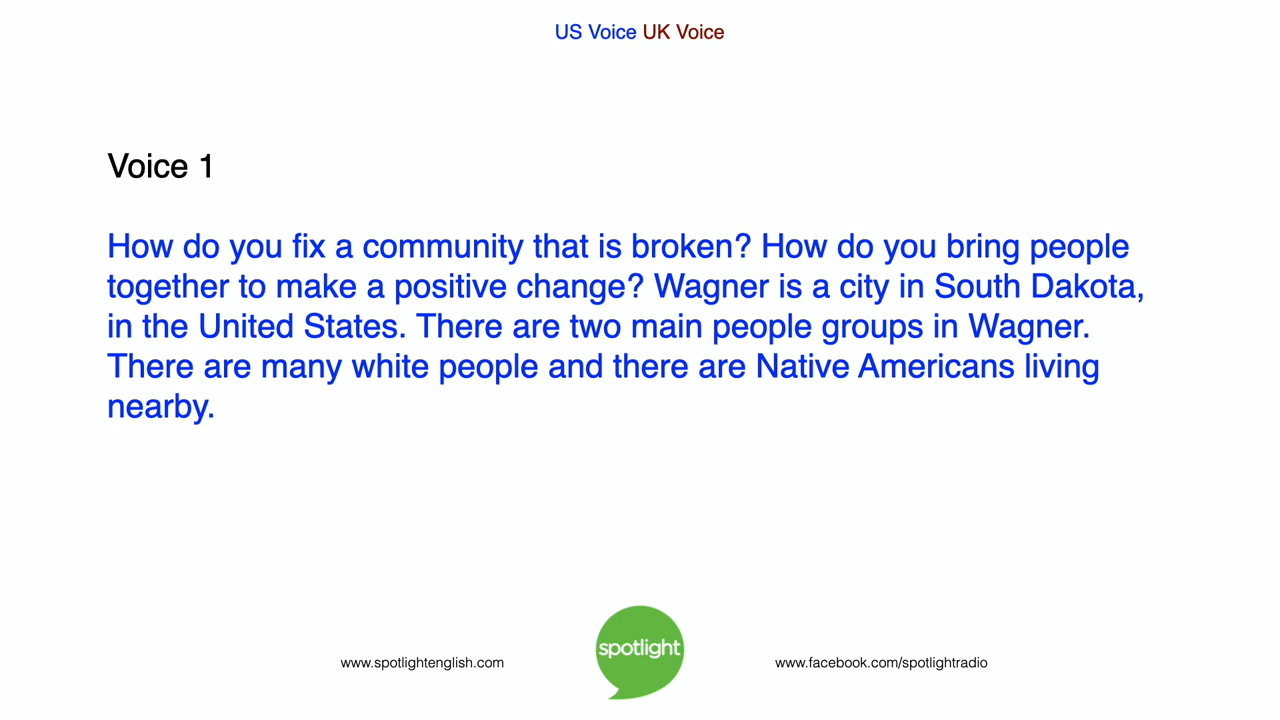 US Voice UK Voice
Voice 1
How do you fix a community that is broken? How do you bring people
together to make a positive change? Wagner is a city in South Dakota,
in the United States. There are two main people groups in Wagner.
There are many white people and there are Native Americans living
nearby.
spotlight
www.spotlightenglish.com
www.facebook.com/spotlightradio